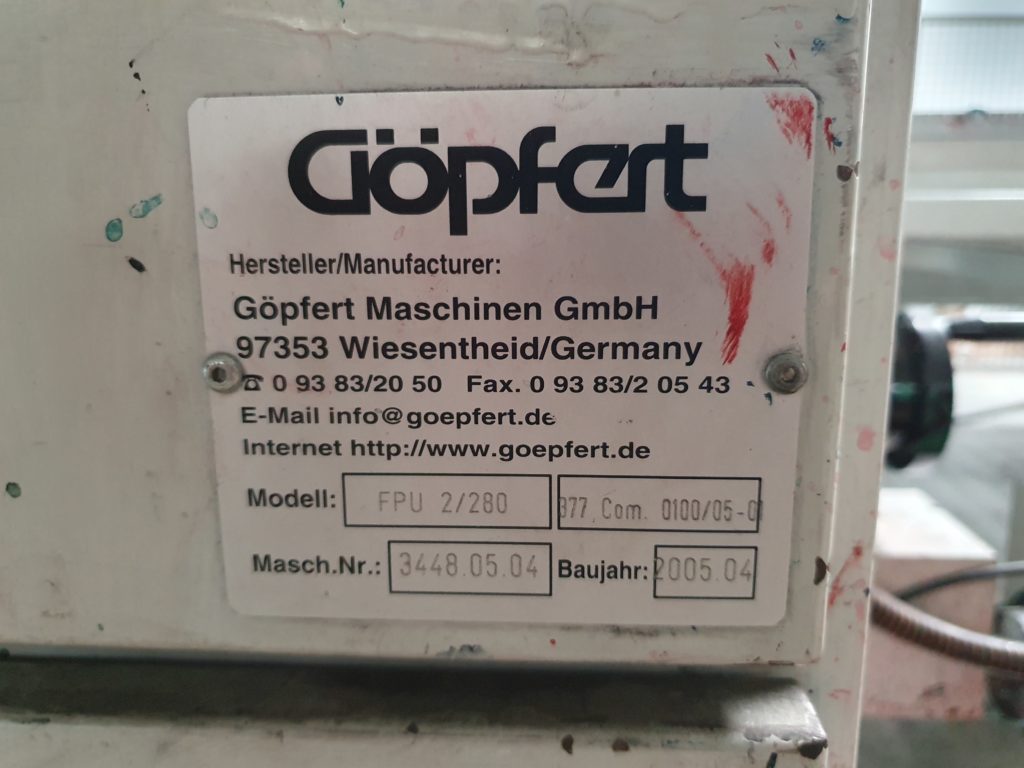 Göpfert
Hersteller/Manufacturer:
Göpfert Maschinen GmbH
97353 Wiesentheid/Germany
☎ 0 93 83/20 50 Fax. 0 93 83/2 05 43
E-Mail info@goepfert.de
Internet http://www.goepfert.de
Modell: FPU 2/280 377 Com. 0100/05-01
Masch.Nr.: 3448.05.04 Baujahr: 2005.04